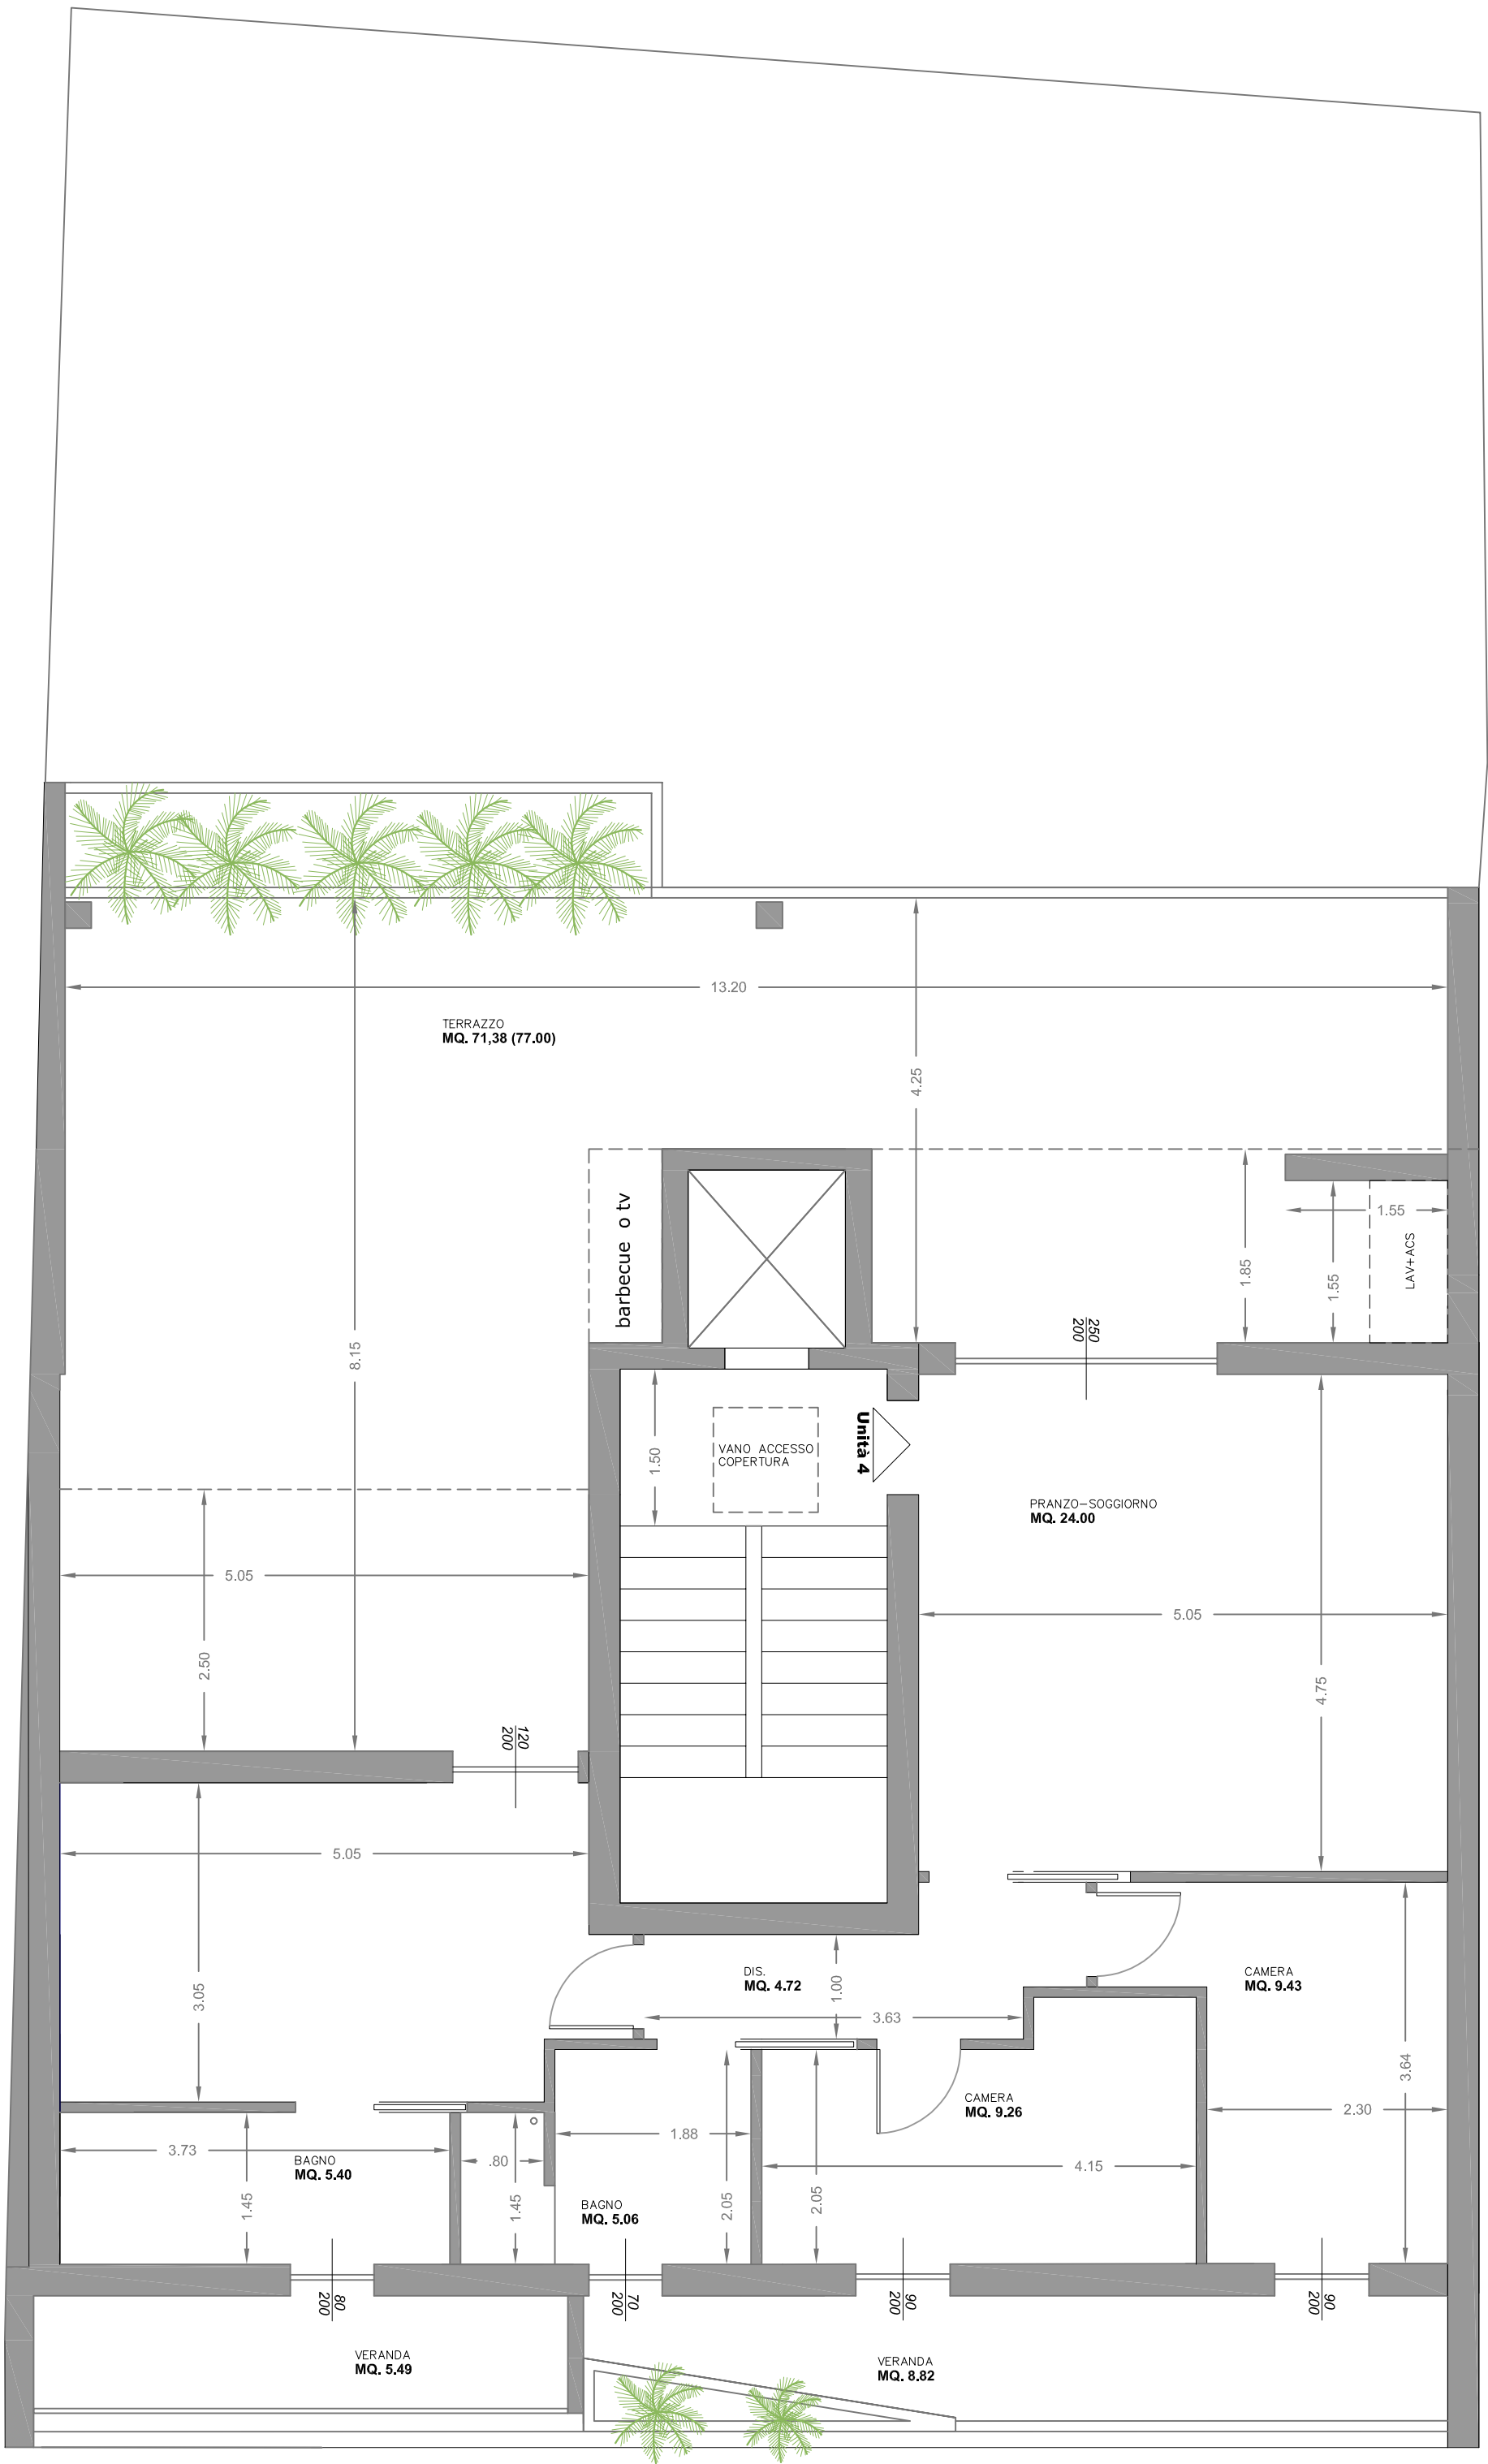 13.20
TERRAZZO
MQ. 71,38 (77.00)
4.25
barbecue o tv
1.85
1.55
1.55
LAV+ACS
8.15
250
200
Unità 4
VANO ACCESSO
COPERTURA
1.50
PRANZO-SOGGIORNO
MQ. 24.00
5.05
5.05
2.50
4.75
120
200
5.05
3.05
DIS.
MQ. 4.72
1.00
3.63
CAMERA
MQ. 9.43
3.64
CAMERA
MQ. 9.26
2.30
3.73
BAGNO
MQ. 5.40
.80
1.88
4.15
1.45
1.45
BAGNO
MQ. 5.06
2.05
2.05
80
200
70
200
90
200
90
200
VERANDA
MQ. 5.49
VERANDA
MQ. 8.82